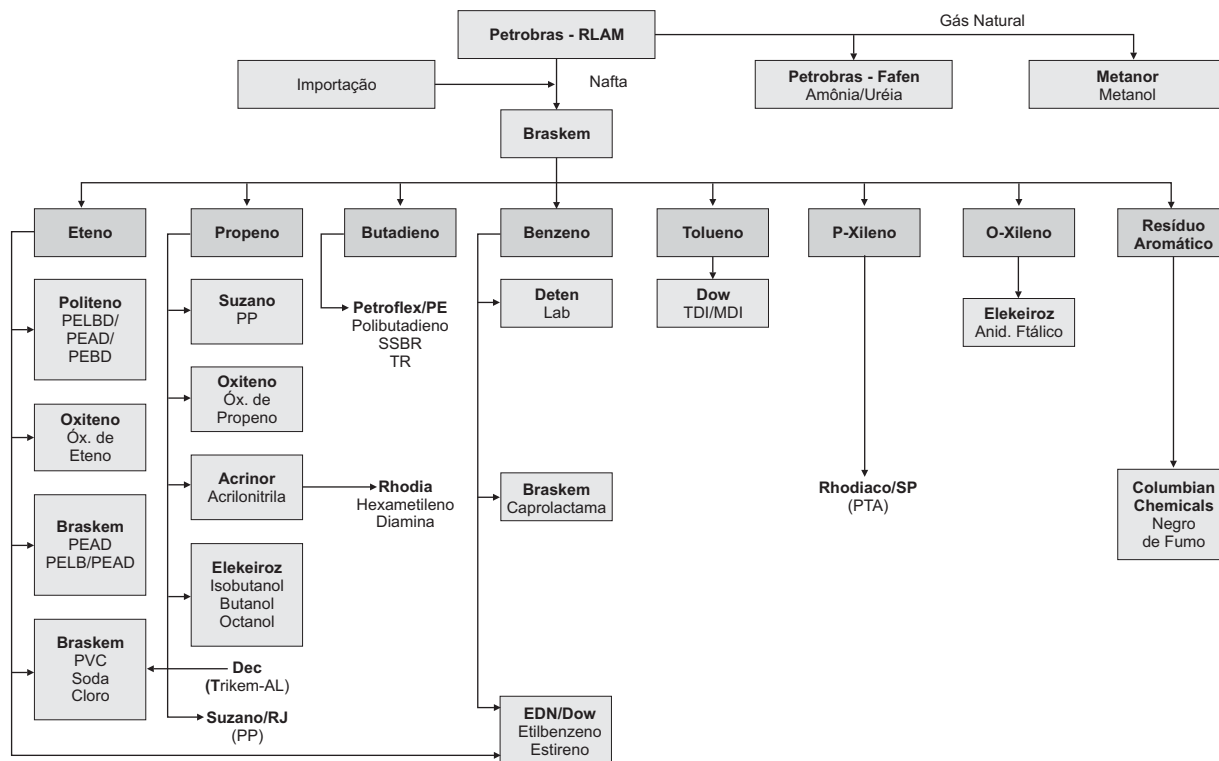 Petrobras - RLAM
Gás Natural
Importação
Nafta
Petrobras - Fafen
Amônia/Uréia
Metanor
Metanol
Braskem
Eteno
Propeno
Butadieno
Benzeno
Tolueno
P-Xileno
O-Xileno
Resíduo
Aromático
Politeno
PELBD/
PEAD/
PEBD
Oxiteno
Óx. de
Eteno
Braskem
PEAD
PELB/PEAD
Braskem
PVC
Soda
Cloro
Suzano
PP
Oxiteno
Óx. de
Propeno
Acrinor
Acrilonitrila
Elekeiroz
Isobutanol
Butanol
Octanol
Dec
(Trikem-AL)
Suzano/RJ
(PP)
Petroflex/PE
Polibutadieno
SSBR
TR
Rhodia
Hexametileno
Diamina
Deten
Lab
Braskem
Caprolactama
EDN/Dow
Etilbenzeno
Estireno
Dow
TDI/MDI
Rhodiaco/SP
(PTA)
Elekeiroz
Anid. Ftálico
Columbian
Chemicals
Negro
de Fumo